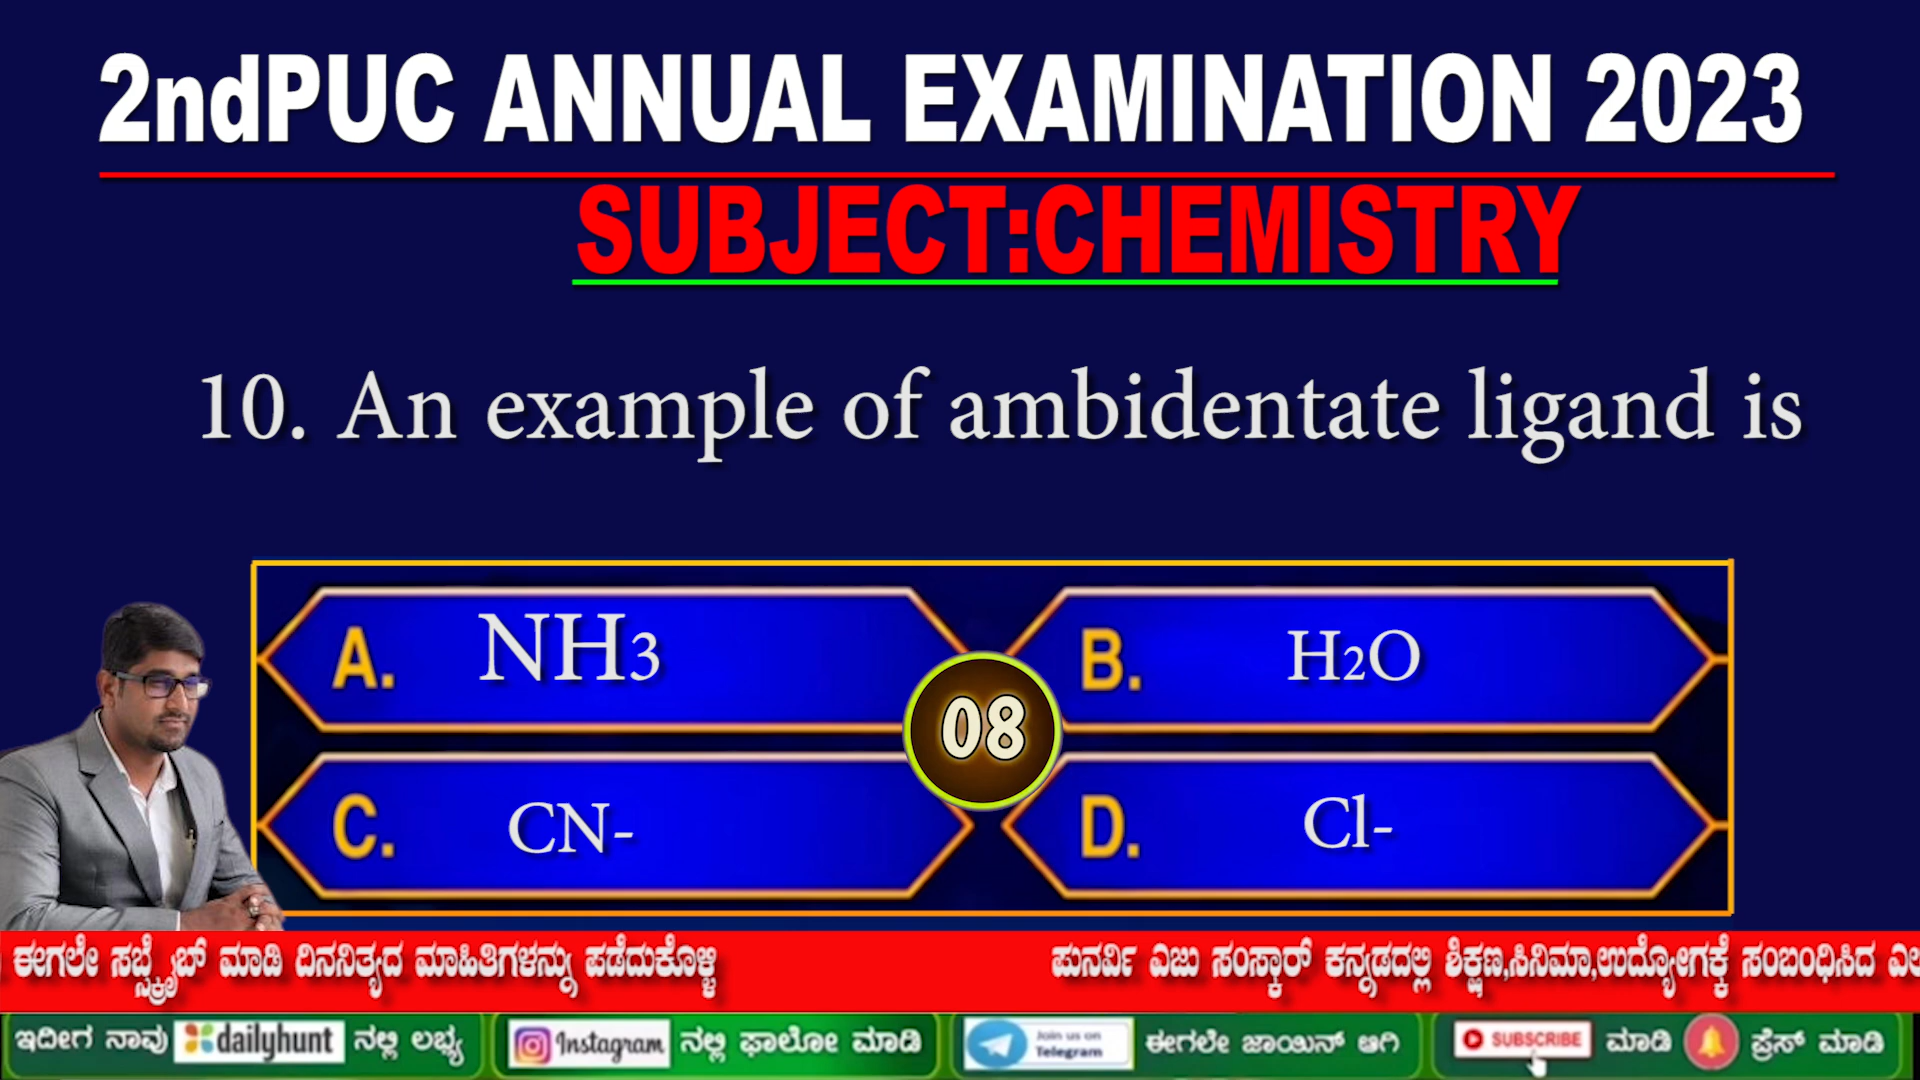 2ndPUC ANNUAL EXAMINATION 2023
SUBJECT:CHEMISTRY
10. An example of ambidentate ligand is
A. NH3
B. H2O
08
C. CN-
D. Cl-
ಈಗಲೇ ಸಬ್ಸ್ಕ್ರೈಬ್ ಮಾಡಿ ದಿನನಿತ್ಯದ ಮಾಹಿತಿಗಳನ್ನು ಪಡೆದುಕೊಳ್ಳಿ ಪುನರ್ವಿ ಎಜು ಸಂಸ್ಕಾರ್ ಕನ್ನಡದಲ್ಲಿ ಶಿಕ್ಷಣ,ಸಿನಿಮಾ,ಉದ್ಯೋಗಕ್ಕೆ ಸಂಬಂಧಿಸಿದ
ಇದೀಗ ನಾವು dailyhunt ನಲ್ಲಿ ಲಭ್ಯ Instagram ನಲ್ಲಿ ಫಾಲೋ ಮಾಡಿ Join us on Telegram ಈಗಲೇ ಜಾಯಿನ್ ಆಗಿ SUBSCRIBE ಮಾಡಿ ಪ್ರೆಸ್ ಮಾಡಿ